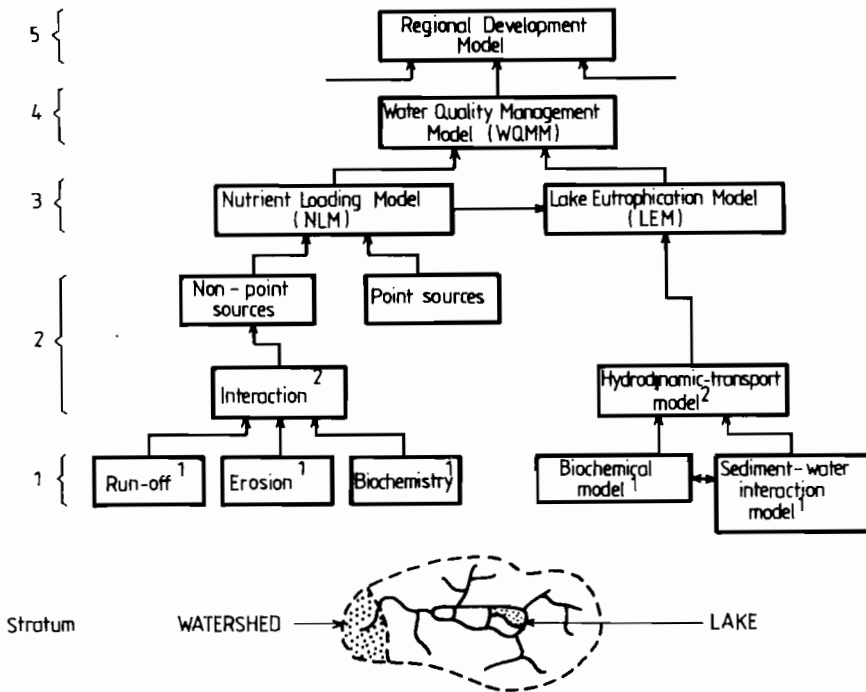 5
Regional Development
Model
4
Water Quality Management
Model (WQMM)
3
Nutrient Loading Model
(NLM)
Lake Eutrophication Model
(LEM)
Non-point
sources
Point sources
2
Interaction 2
Hydrodinamic-transport
model 2
1
Run-off 1
Erosion 1
Biochemistry 1
Biochemical
model 1
Sediment-water
interaction
model 1
Stratum
WATERSHED
LAKE